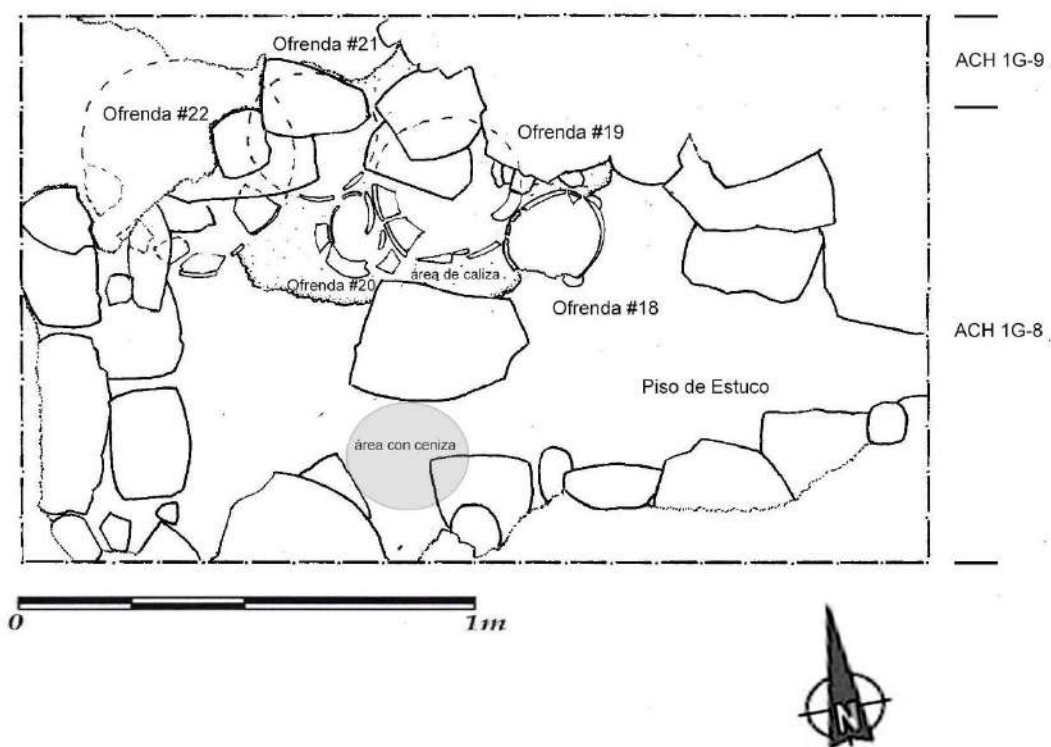 Ofrenda #21
ACH 1G-9
Ofrenda #22
Ofrenda #19
área de caliza
Ofrenda #20
Ofrenda #18
ACH 1G-8
Piso de Estuco
área con ceniza
0
1m
N